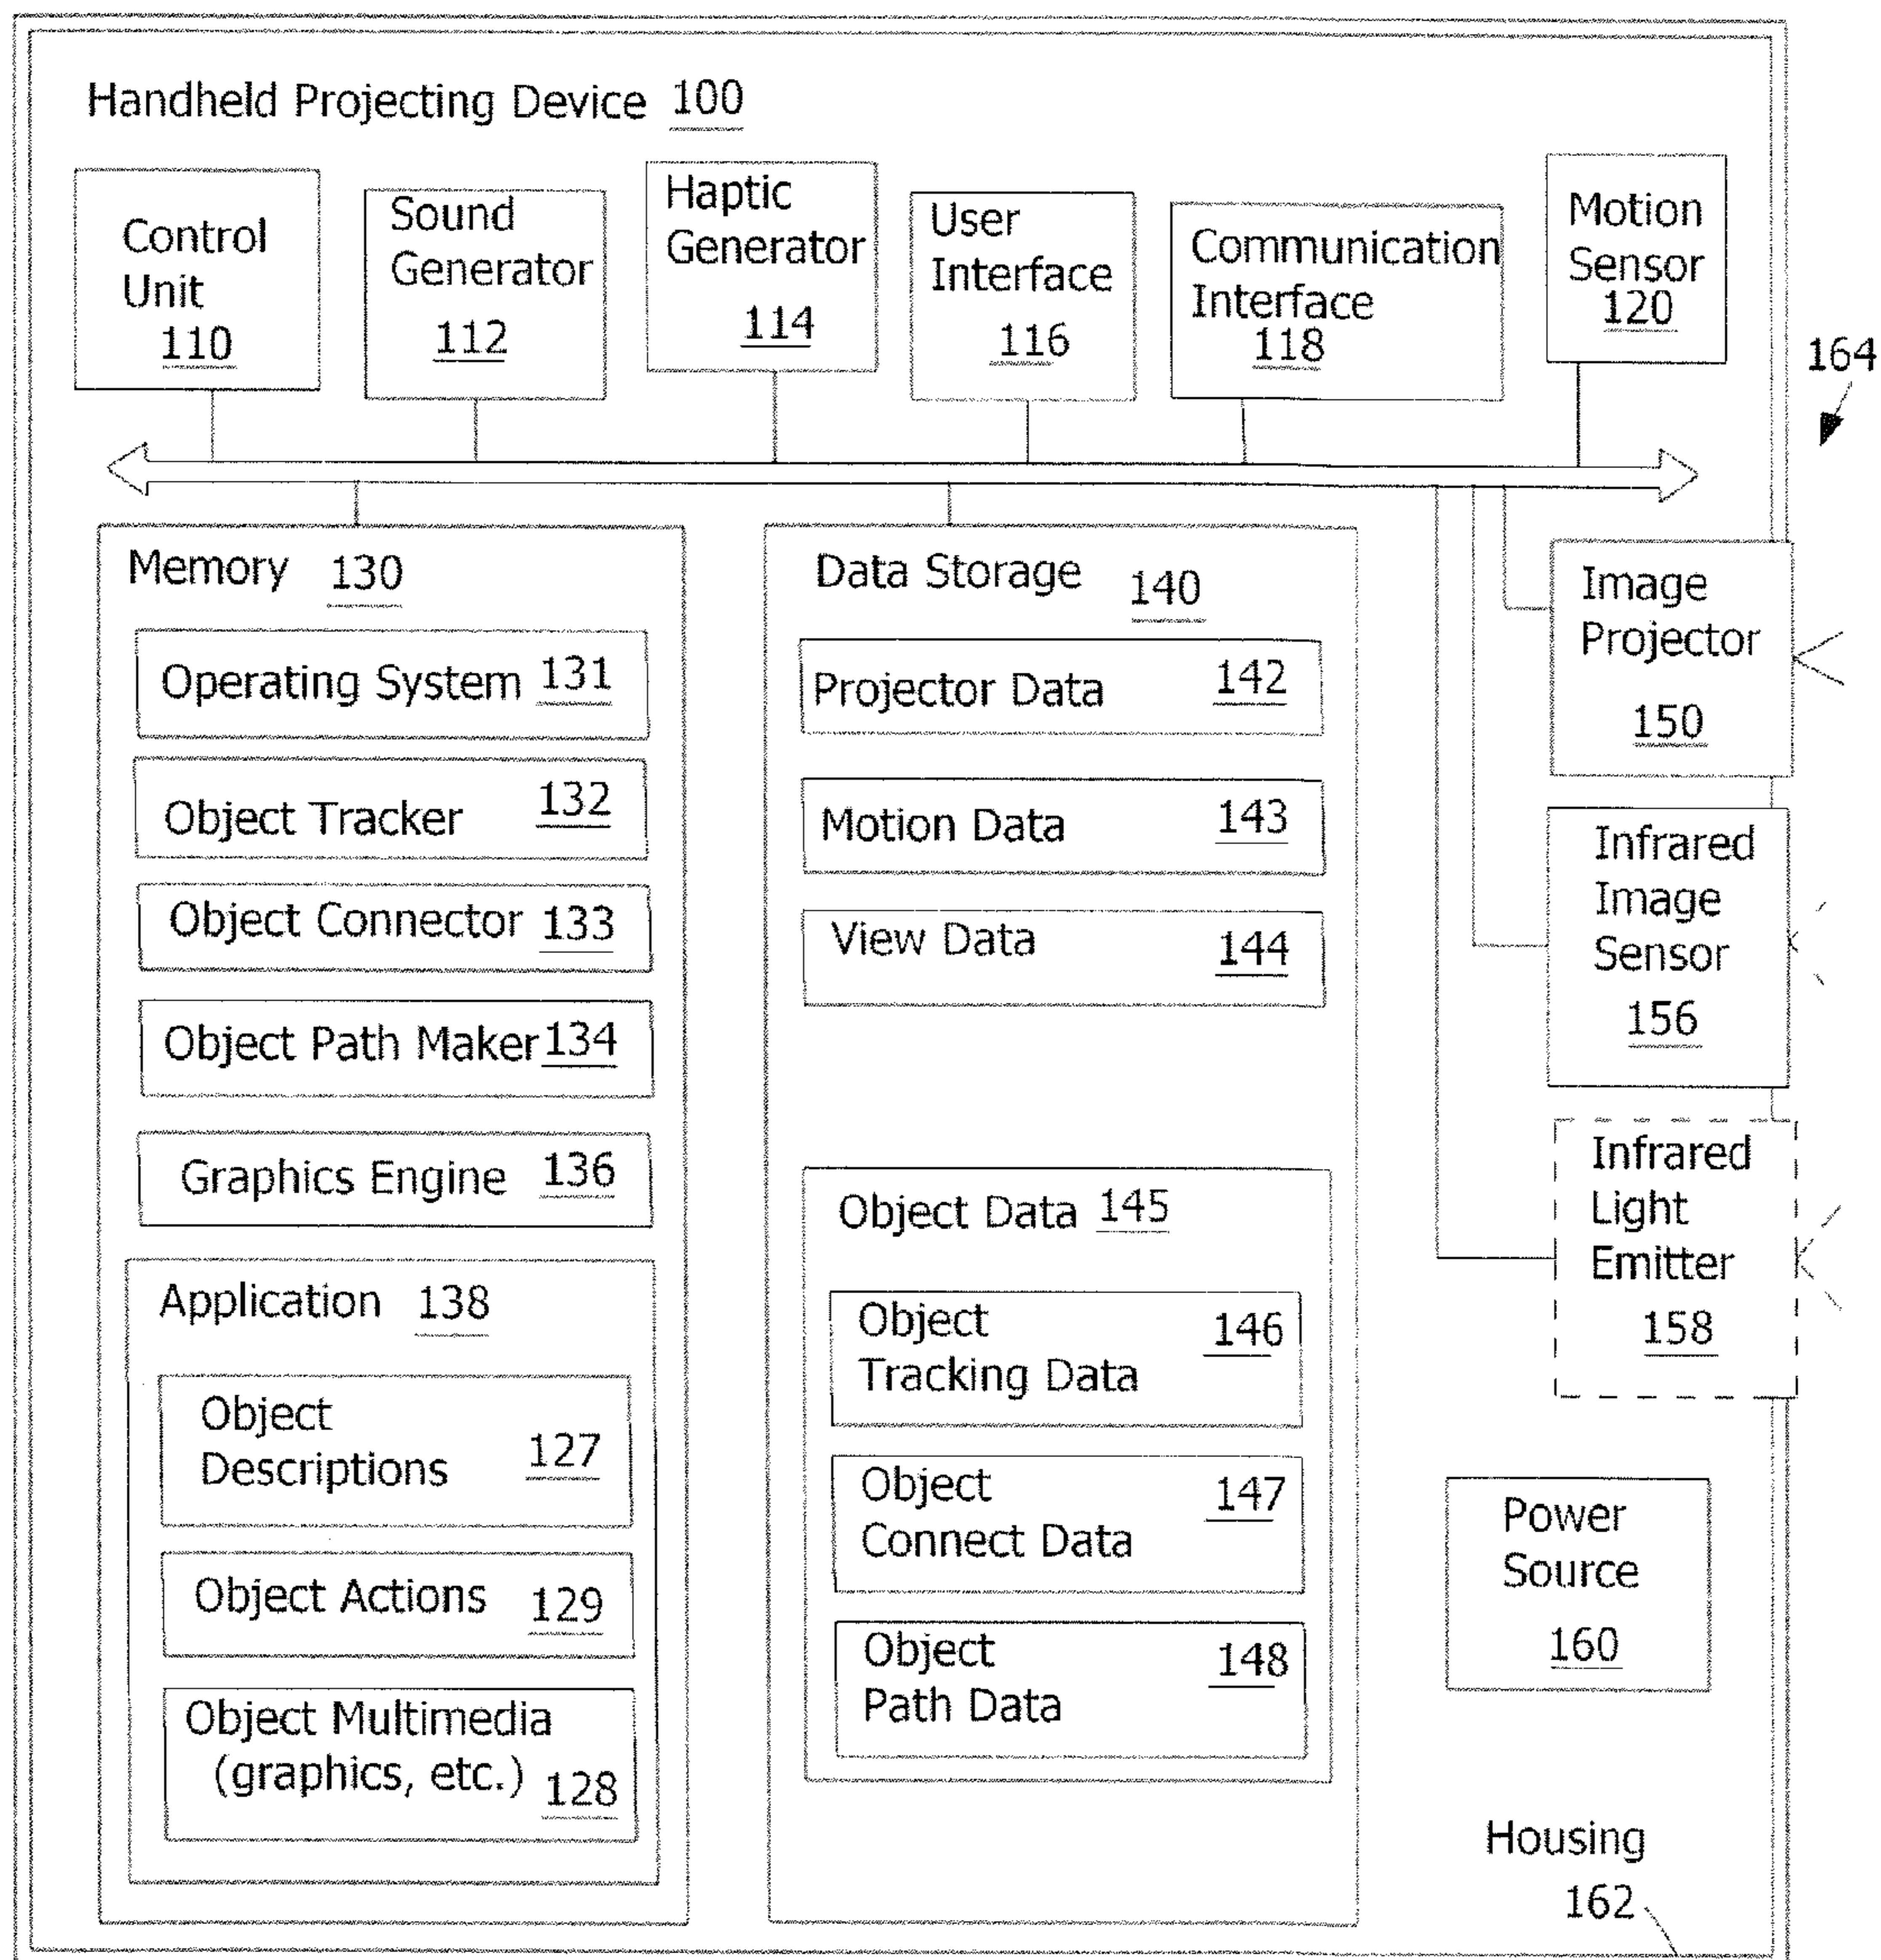 Handheld Projecting Device 100
Control
Unit
110
Sound
Generator
112
Haptic
Generator
114
User
Interface
116
Communication
Interface
118
Motion
Sensor
120
164
Memory 130
Operating System 131
Object Tracker 132
Object Connector 133
Object Path Maker 134
Graphics Engine 136
Application 138
Object
Descriptions 127
Object Actions 129
Object Multimedia
(graphics, etc.) 128
Data Storage 140
Projector Data 142
Motion Data 143
View Data 144
Object Data 145
Object
Tracking Data 146
Object
Connect Data 147
Object
Path Data 148
Image
Projector
150
Infrared
Image
Sensor
156
Infrared
Light
Emitter
158
Power
Source
160
Housing
162